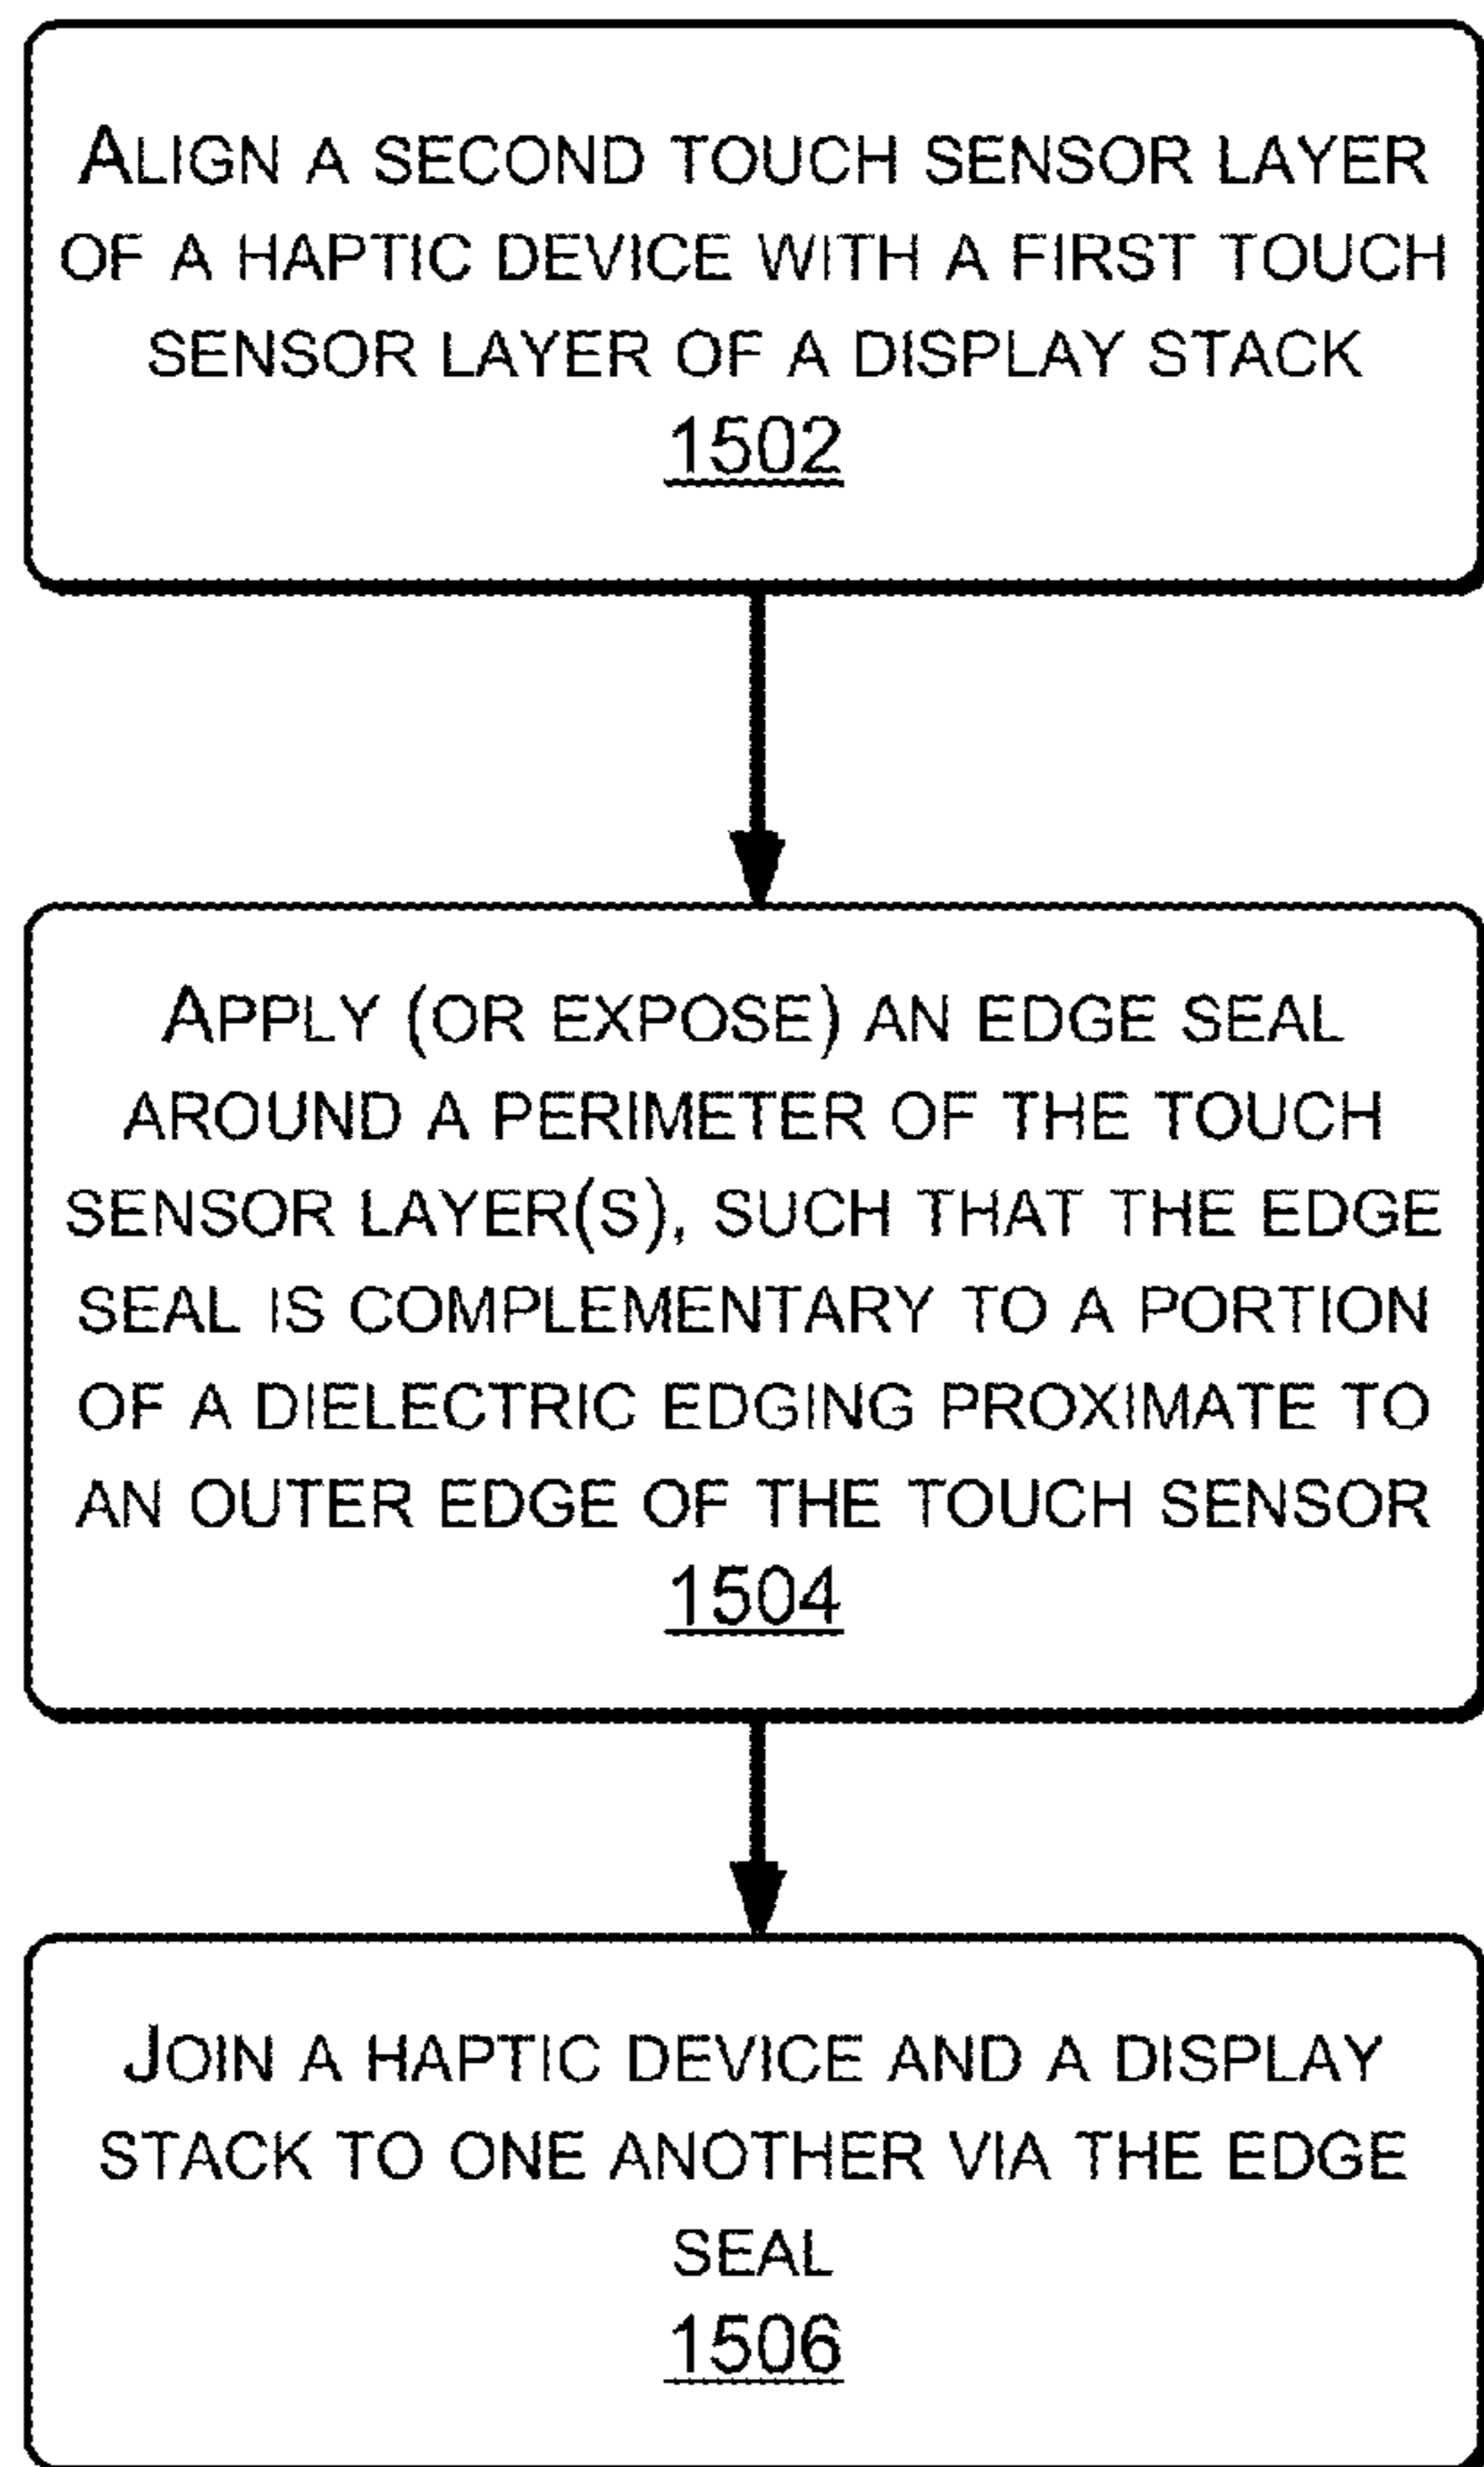 ALIGN A SECOND TOUCH SENSOR LAYER
OF A HAPTIC DEVICE WITH A FIRST TOUCH
SENSOR LAYER OF A DISPLAY STACK
1502
APPLY (OR EXPOSE) AN EDGE SEAL
AROUND A PERIMETER OF THE TOUCH
SENSOR LAYER(S), SUCH THAT THE EDGE
SEAL IS COMPLEMENTARY TO A PORTION
OF A DIELECTRIC EDGING PROXIMATE TO
AN OUTER EDGE OF THE TOUCH SENSOR
1504
JOIN A HAPTIC DEVICE AND A DISPLAY
STACK TO ONE ANOTHER VIA THE EDGE
SEAL
1506